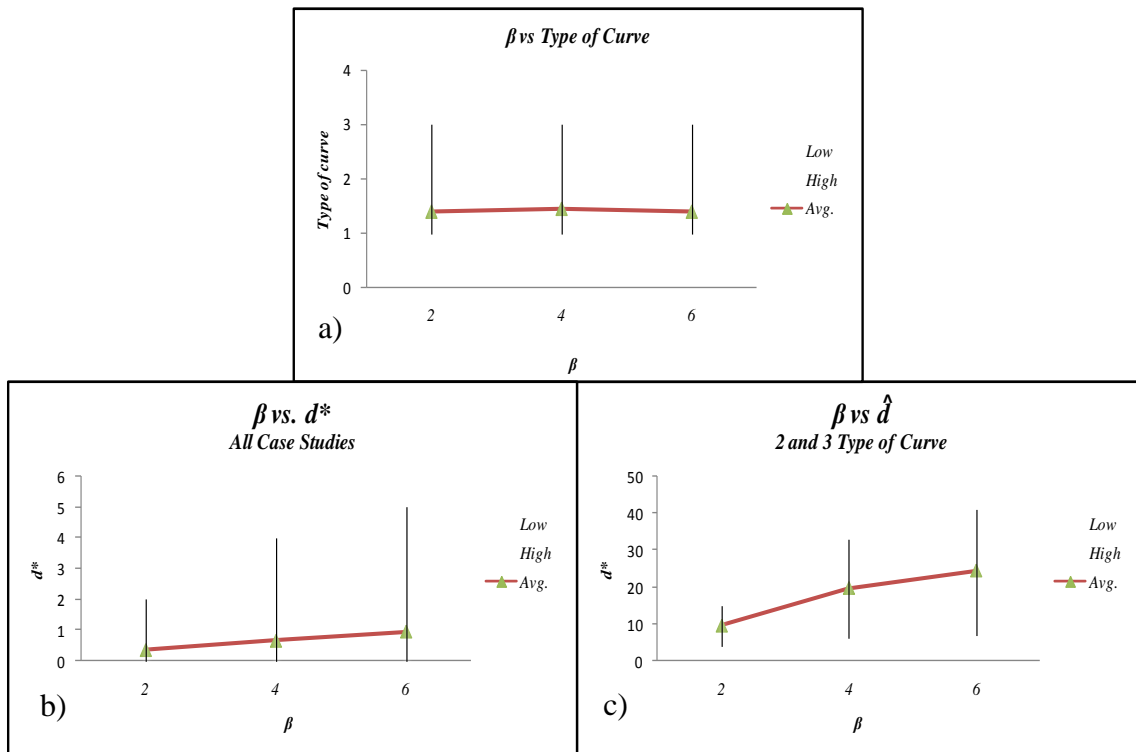 β vs Type of Curve
4
3
2
1
0
Type of curve
2 4 6
β
Low
High
Avg.
a)
β vs. d*
All Case Studies
6
5
4
3
2
1
0
d*
2 4 6
β
Low
High
Avg.
b)
β vs d̂
2 and 3 Type of Curve
50
40
30
20
10
0
d*
2 4 6
β
Low
High
Avg.
c)